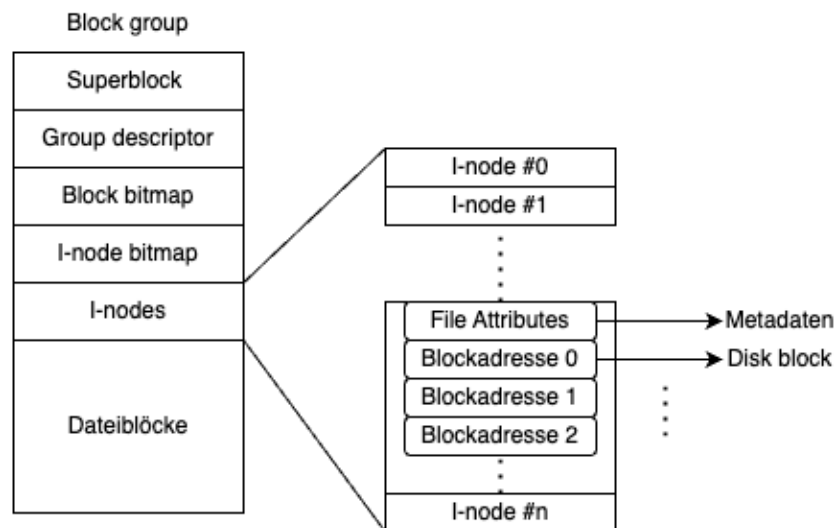 Block group
Superblock
Group descriptor
Block bitmap
I-node bitmap
I-nodes
Dateiblöcke
I-node #0
I-node #1
File Attributes
Metadaten
Blockadresse 0
Disk block
Blockadresse 1
Blockadresse 2
I-node #n